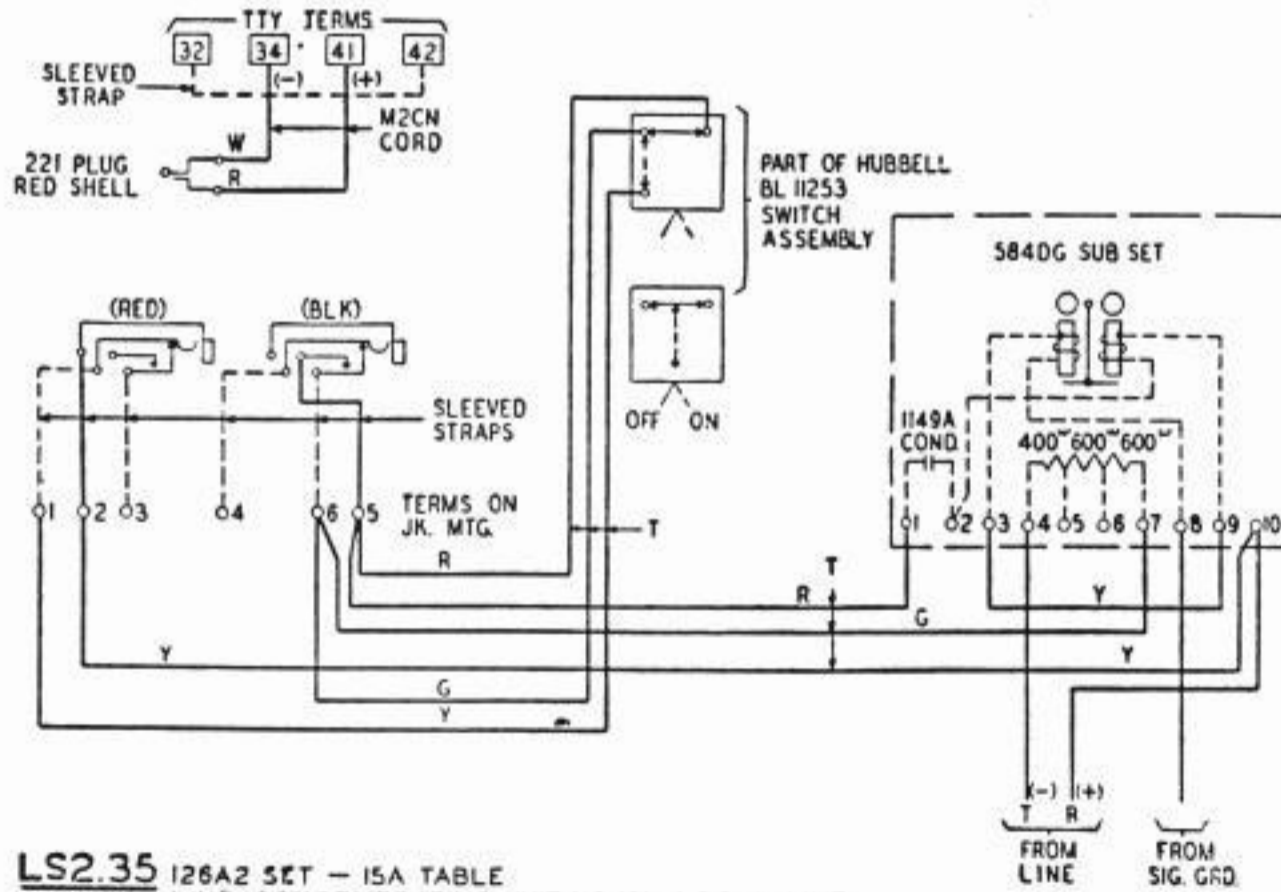 TTY TERMS
32 34 41 42
(-) (+)
SLEEVED
STRAP
M2CN
CORD
W
R
221 PLUG
RED SHELL
PART OF HUBBELL
BL 11253
SWITCH
ASSEMBLY
OFF ON
584DG SUB SET
1149A
COND.
400~600~600~
1 2 3 4 5 6 7 8 9 10
(RED) (BLK)
SLEEVED
STRAPS
1 2 3 4 6 5
TERMS ON
JK. MTG.
T
R
T
R
Y
G
Y
Y
G
Y
(-) (+)
T R
FROM
LINE
FROM
SIG. GRD.
LS2.35 126A2 SET — 15A TABLE